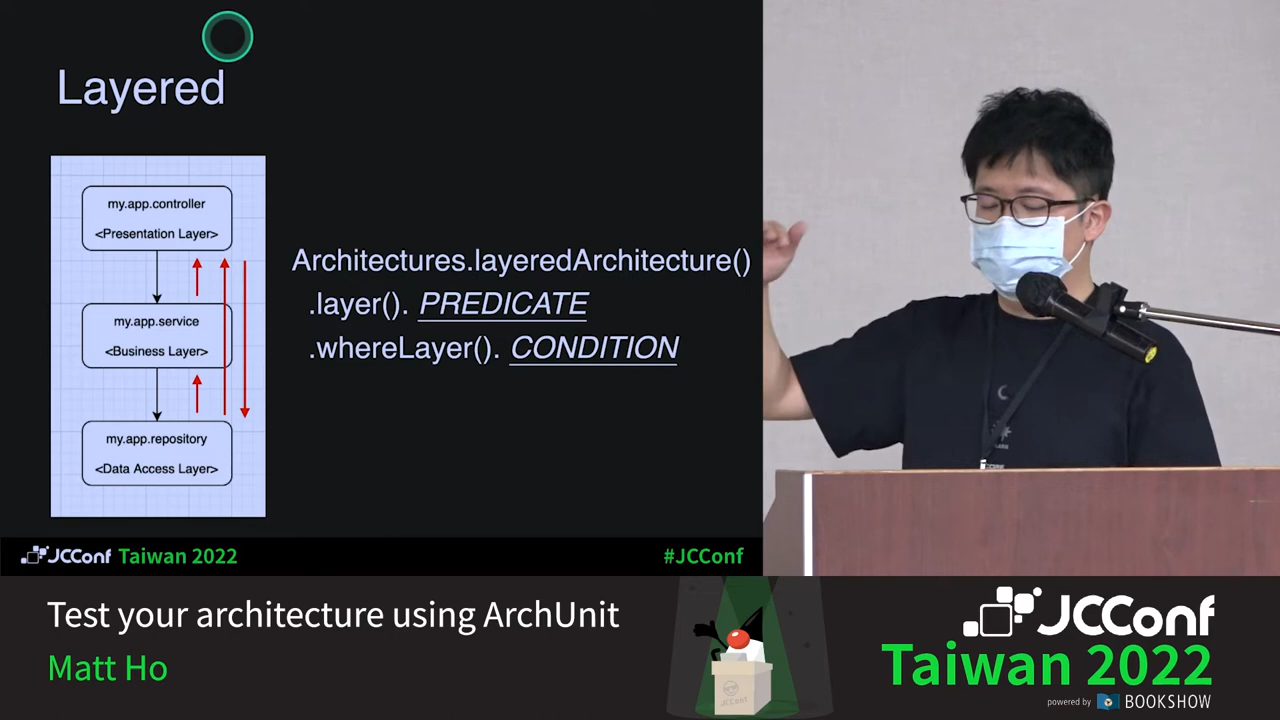 Layered
my.app.controller
<Presentation Layer>
my.app.service
<Business Layer>
my.app.repository
<Data Access Layer>
Architectures.layeredArchitecture()
.layer(). PREDICATE
.whereLayer(). CONDITION
JCConf Taiwan 2022
#JCConf
Test your architecture using ArchUnit
Matt Ho
JCConf
JCConf
Taiwan 2022
powered by BOOKSHOW